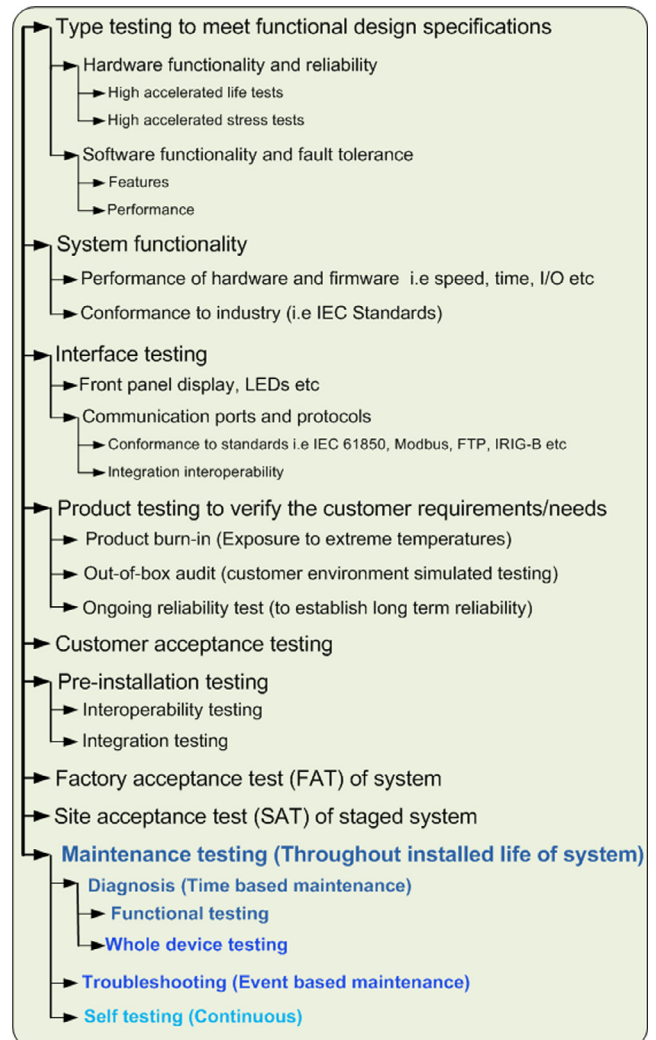 Type testing to meet functional design specifications
Hardware functionality and reliability
High accelerated life tests
High accelerated stress tests
Software functionality and fault tolerance
Features
Performance
System functionality
Performance of hardware and firmware i.e speed, time, I/O etc
Conformance to industry (i.e IEC Standards)
Interface testing
Front panel display, LEDs etc
Communication ports and protocols
Conformance to standards i.e IEC 61850, Modbus, FTP, IRIG-B etc
Integration interoperability
Product testing to verify the customer requirements/needs
Product burn-in (Exposure to extreme temperatures)
Out-of-box audit (customer environment simulated testing)
Ongoing reliability test (to establish long term reliability)
Customer acceptance testing
Pre-installation testing
Interoperability testing
Integration testing
Factory acceptance test (FAT) of system
Site acceptance test (SAT) of staged system
Maintenance testing (Throughout installed life of system)
Diagnosis (Time based maintenance)
Functional testing
Whole device testing
Troubleshooting (Event based maintenance)
Self testing (Continuous)